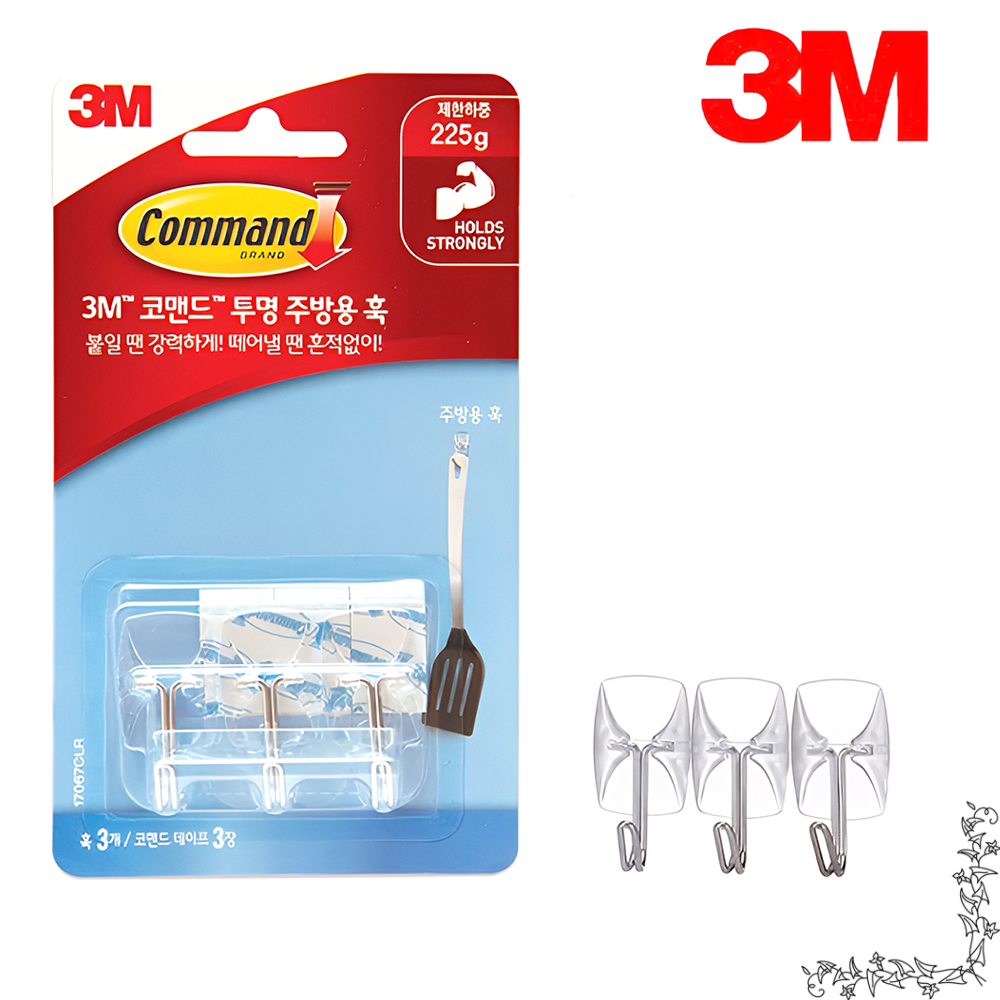 3M
제한하중
225g
HOLDS
STRONGLY
Command
BRAND
3M™ 코맨드™ 투명 주방용 훅
붙일 땐 강력하게! 떼어낼 땐 흔적없이!
주방용 훅
17067CLR
훅 3개 / 코맨드 테이프 3장
3M